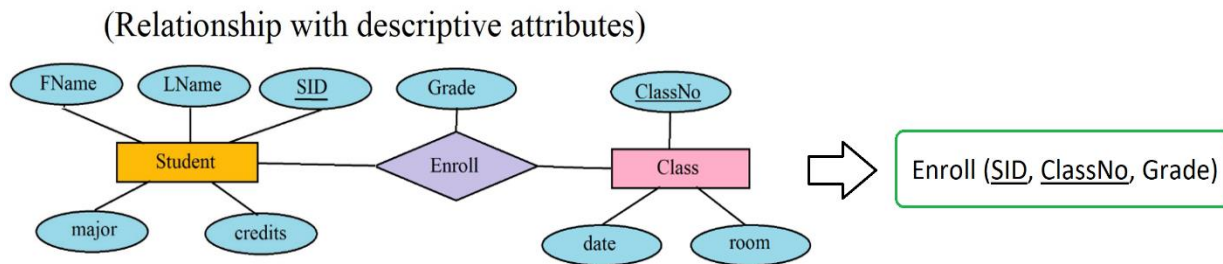 (Relationship with descriptive attributes)
FName
LName
SID
Grade
ClassNo
Student
Enroll
Class
Enroll (SID, ClassNo, Grade)
major
credits
date
room